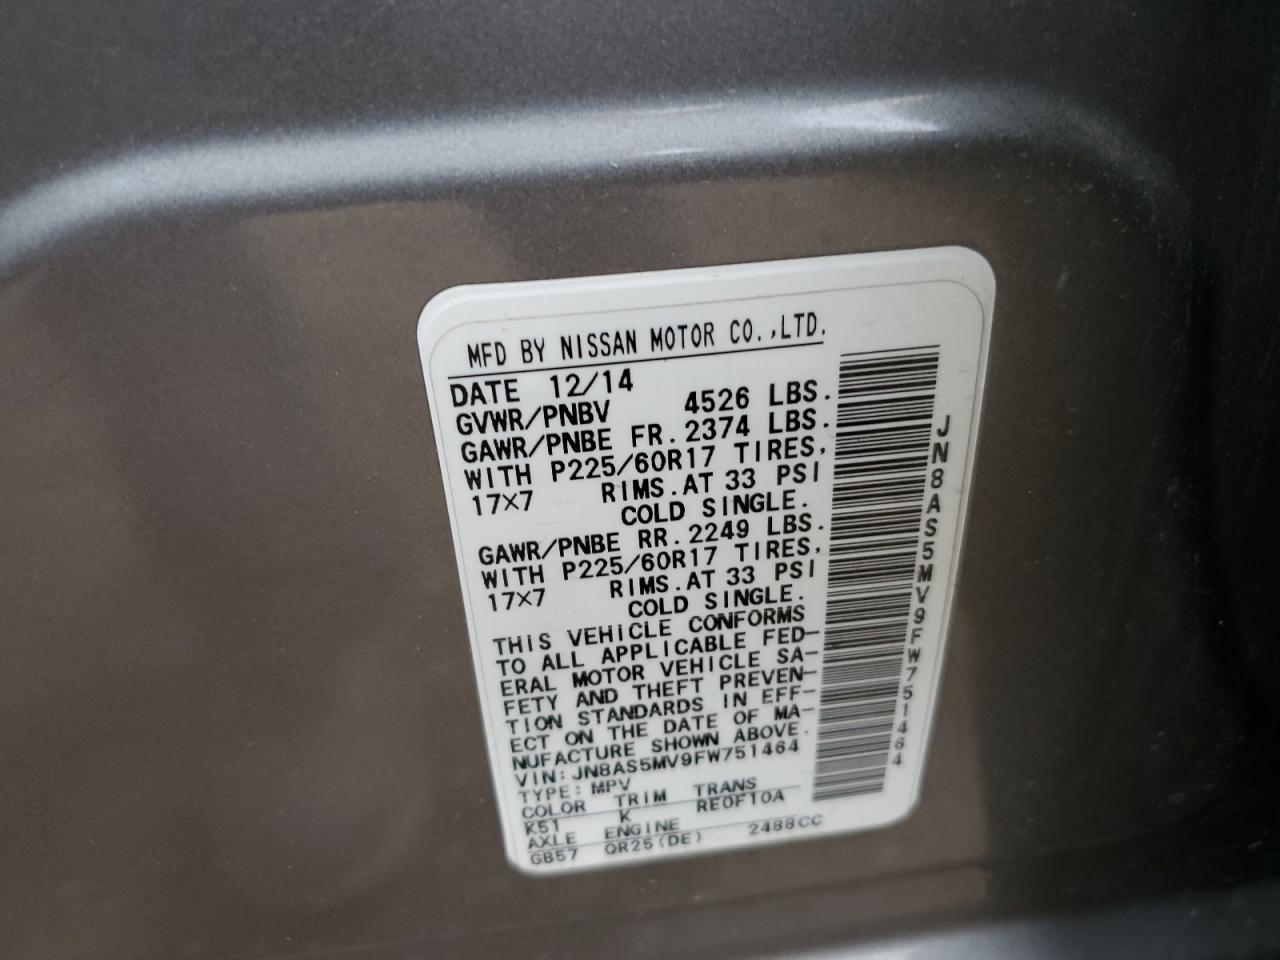 MFD BY NISSAN MOTOR CO.,LTD.
DATE 12/14
GVWR/PNBV 4526 LBS.
GAWR/PNBE FR. 2374 LBS.
WITH P225/60R17 TIRES,
17×7 RIMS. AT 33 PSI
COLD SINGLE.
GAWR/PNBE RR. 2249 LBS.
WITH P225/60R17 TIRES,
17×7 RIMS. AT 33 PSI
COLD SINGLE.
THIS VEHICLE CONFORMS
TO ALL APPLICABLE FED-
ERAL MOTOR VEHICLE SA-
FETY AND THEFT PREVEN-
TION STANDARDS IN EFF-
ECT ON THE DATE OF MA-
NUFACTURE SHOWN ABOVE.
VIN: JN8AS5MV9FW751464
TYPE: MPV
COLOR TRIM TRANS
K51 K RE0F10A
AXLE ENGINE
GB57 QR25(DE) 2488CC
JN8AS5MV9FW751464